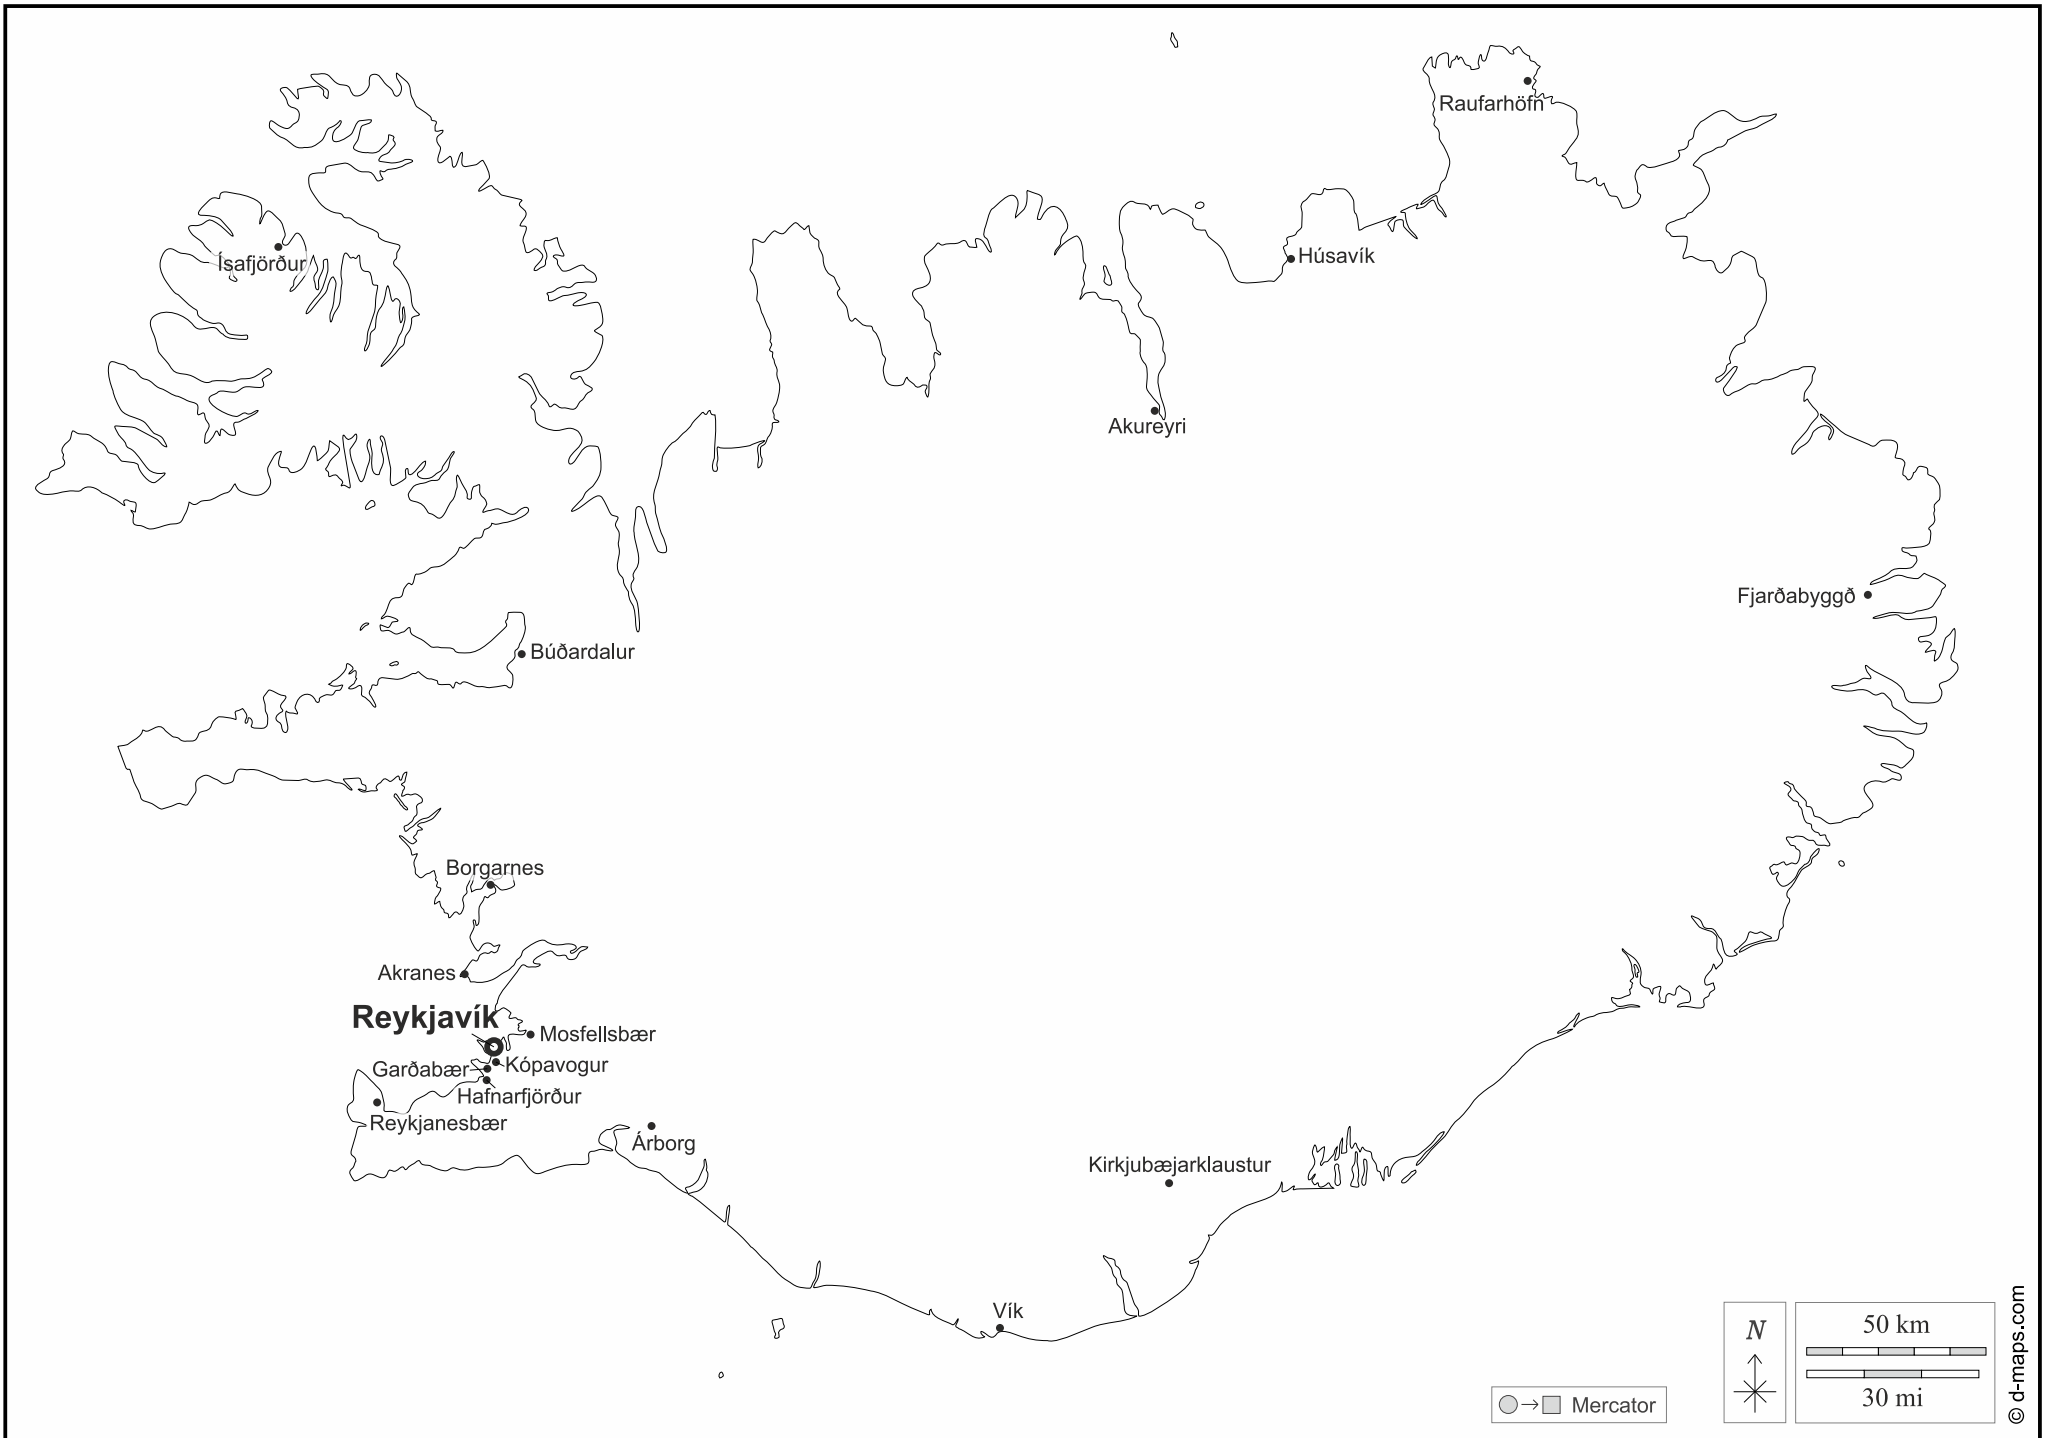 Raufarhöfn
Ísafjörður
Húsavík
Akureyri
Fjarðabyggð
Búðardalur
Borgarnes
Akranes
Reykjavík
Mosfellsbær
Kópavogur
Garðabær
Hafnarfjörður
Reykjanesbær
Árborg
Kirkjubæjarklaustur
Vík
N
50 km
30 mi
Mercator
© d-maps.com